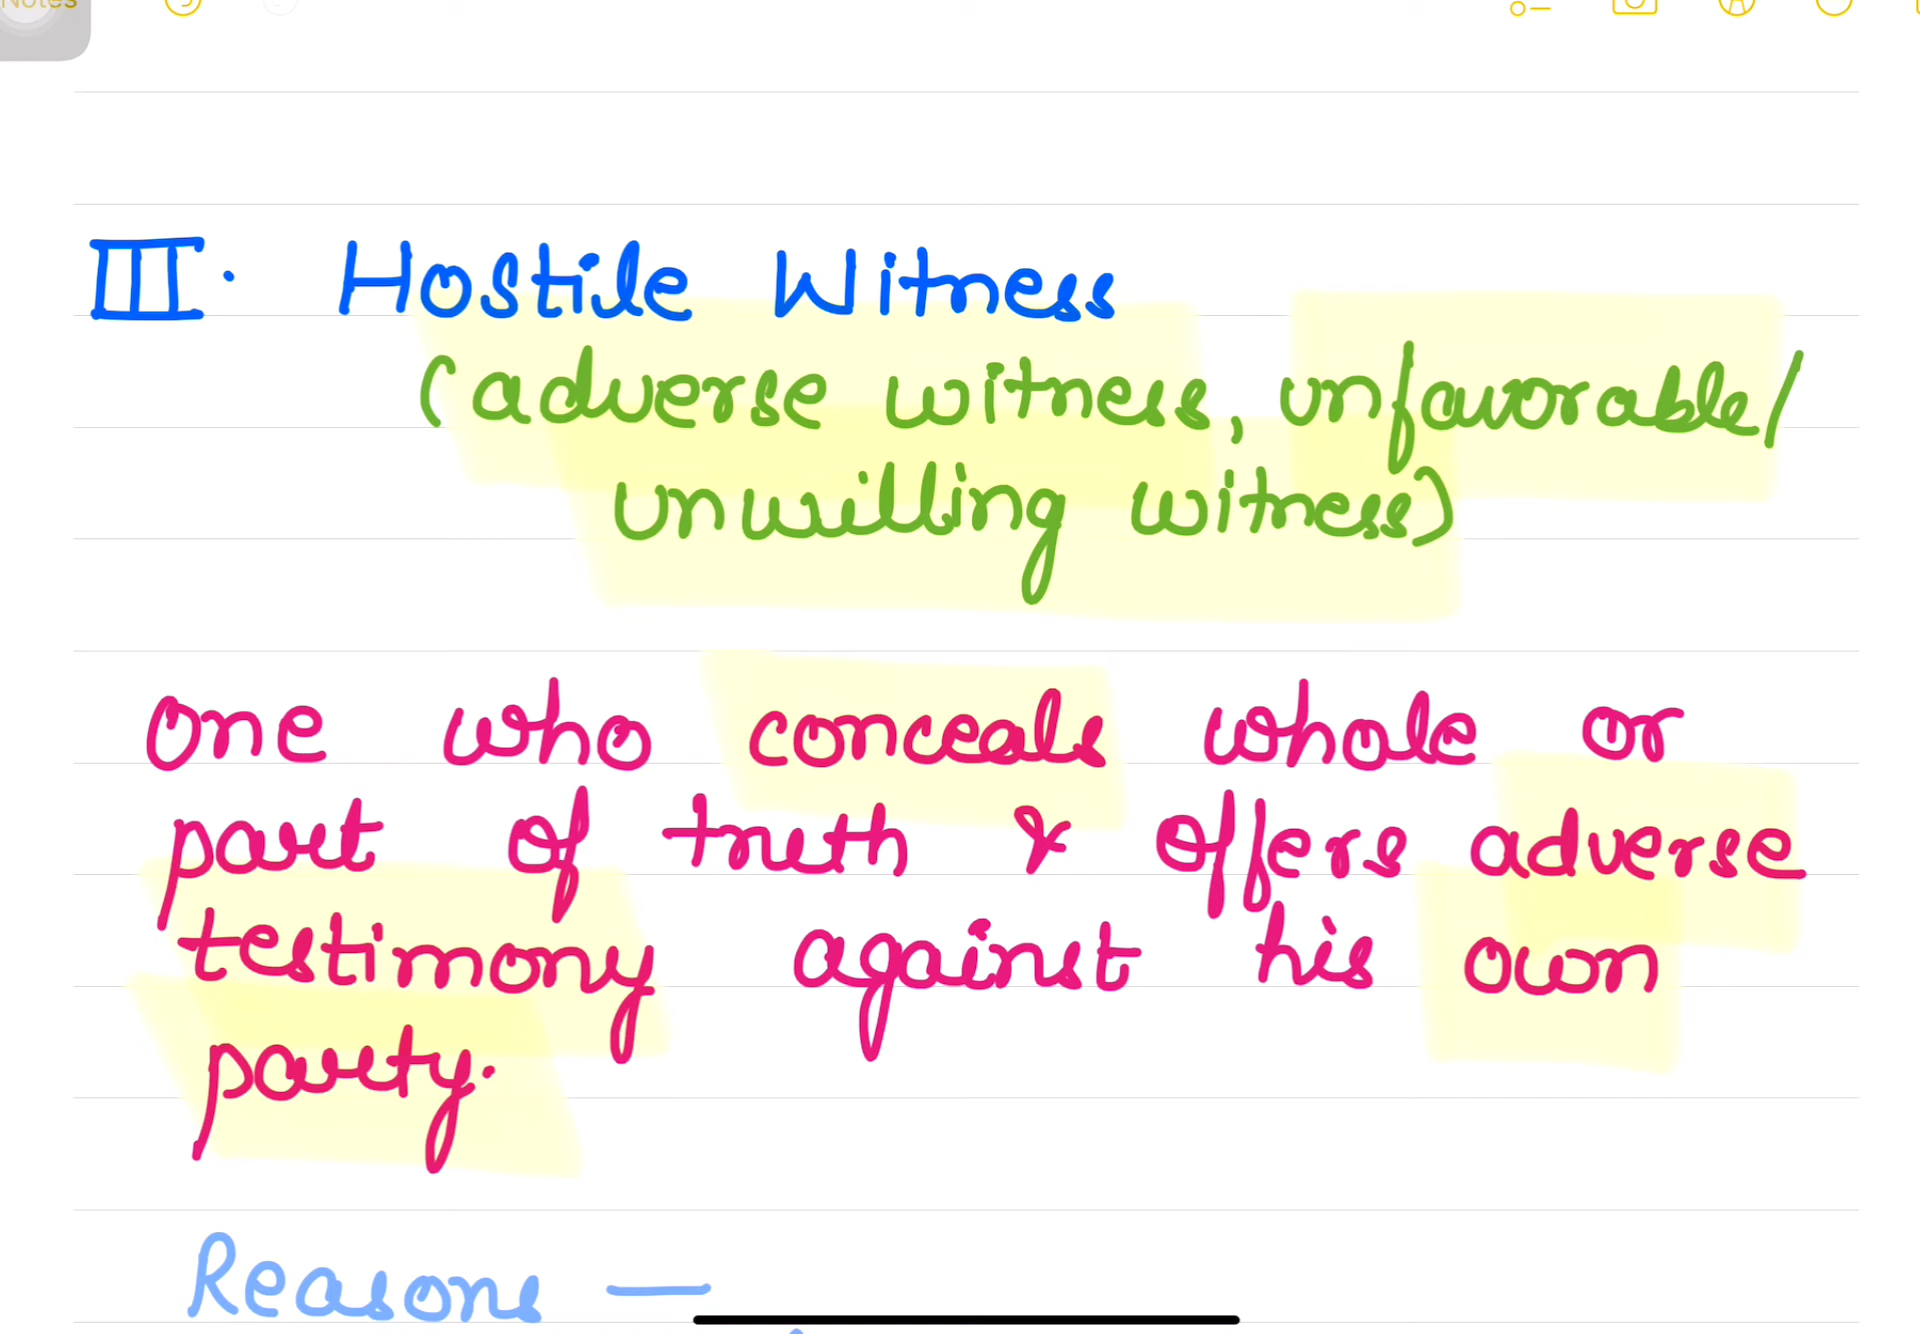 Notes
III. Hostile Witness
(adverse witness, unfavorable/
unwilling witness)
One who conceals whole or
part of truth & offers adverse
testimony against his own
party.
Reasons —